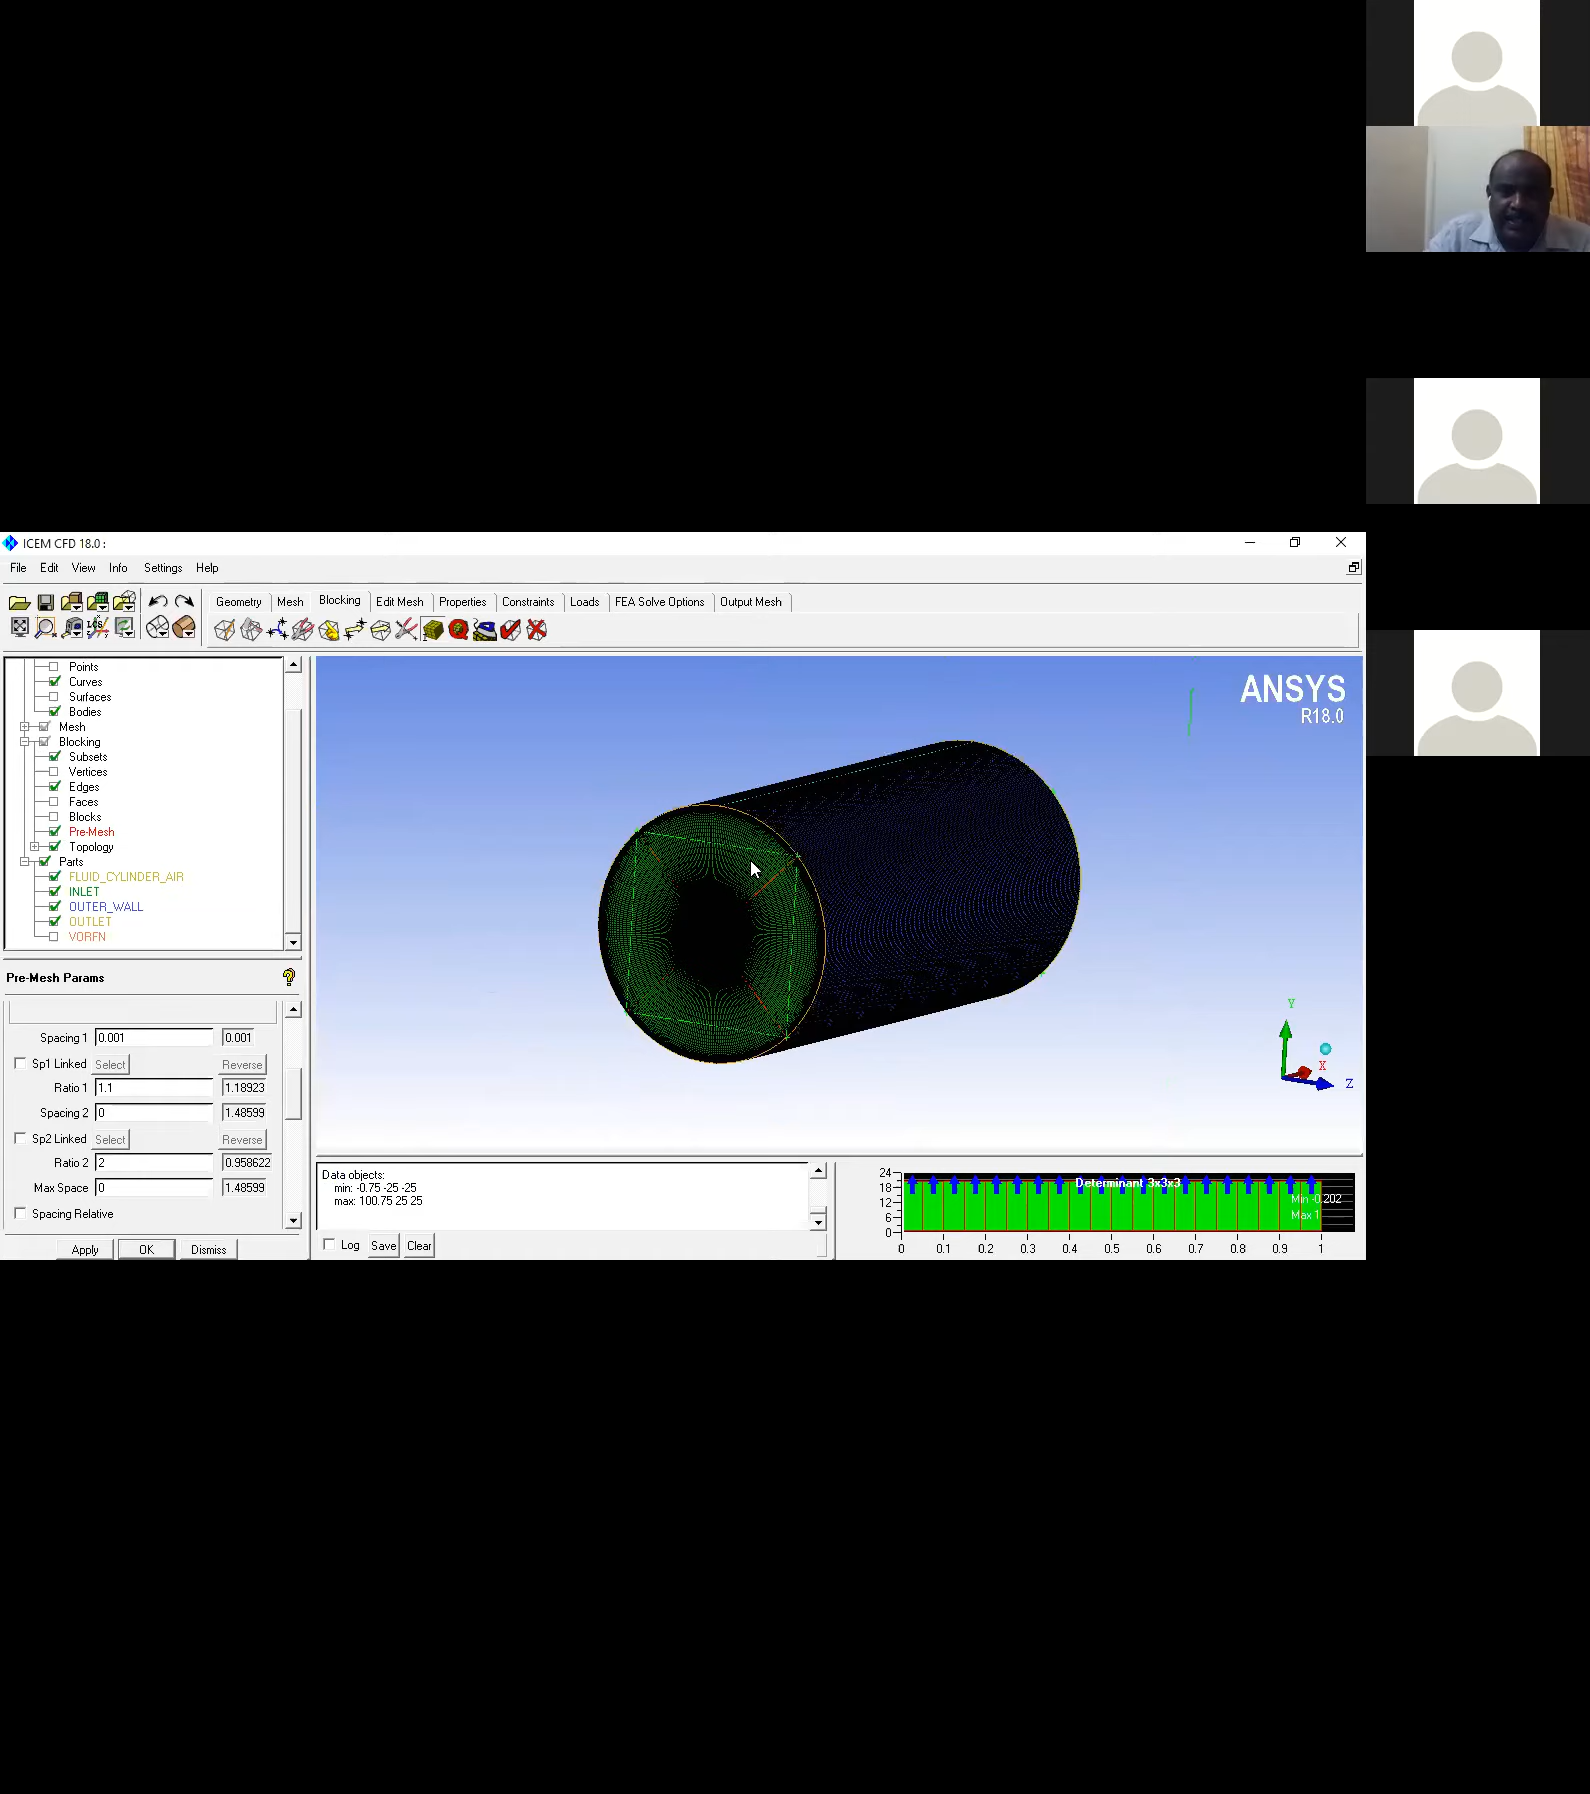 ICEM CFD 18.0 :
File Edit View Info Settings Help
Geometry Mesh Blocking Edit Mesh Properties Constraints Loads FEA Solve Options Output Mesh
LCS
Points
Curves
Surfaces
Bodies
Mesh
Blocking
Subsets
Vertices
Edges
Faces
Blocks
Pre-Mesh
Topology
Parts
FLUID_CYLINDER_AIR
INLET
OUTER_WALL
OUTLET
VORFN
Pre-Mesh Params
Spacing 1 0.001 0.001
Sp1 Linked Select Reverse
Ratio 1 1.1 1.18923
Spacing 2 0 1.48599
Sp2 Linked Select Reverse
Ratio 2 2 0.958622
Max Space 0 1.48599
Spacing Relative
Apply OK Dismiss
ANSYS
R18.0
Y
X
Z
Data objects:
min: -0.75 -25 -25
max: 100.75 25 25
Log Save Clear
Determinant 3x3x3
Min -0.202
Max 1
24
18
12
6
0
0 0.1 0.2 0.3 0.4 0.5 0.6 0.7 0.8 0.9 1